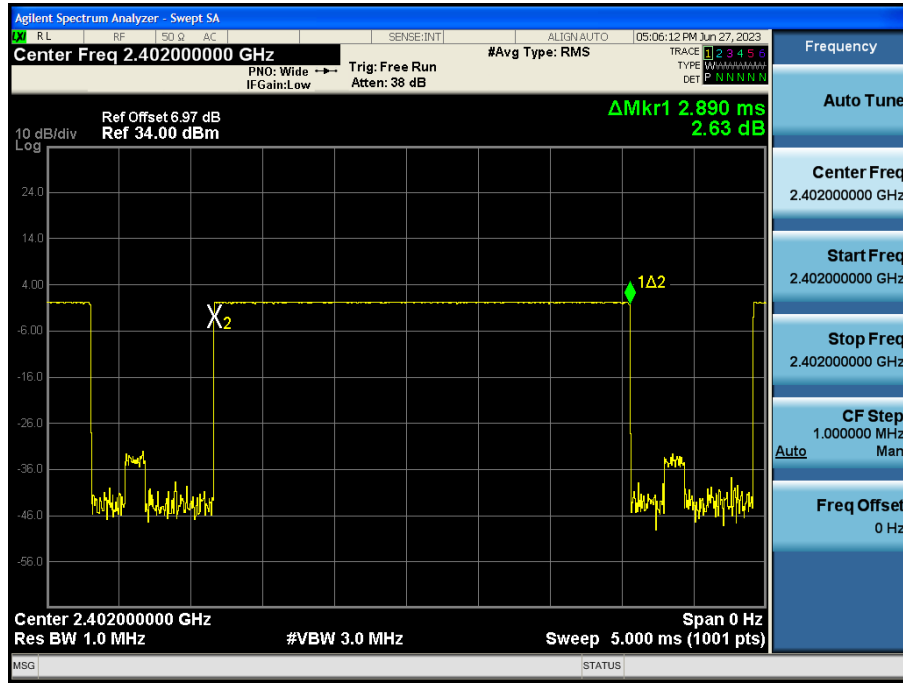 Agilent Spectrum Analyzer - Swept SA
LXI RL RF 50 Ω AC SENSE:INT ALIGN AUTO 05:06:12 PM Jun 27, 2023
Center Freq 2.402000000 GHz
PNO: Wide
IFGain:Low
Trig: Free Run
Atten: 38 dB
#Avg Type: RMS
TRACE 1 2 3 4 5 6
TYPE
DET P N N N N N
ΔMkr1 2.890 ms
2.63 dB
Ref Offset 6.97 dB
10 dB/div Ref 34.00 dBm
Log
24.0
14.0
4.00
-6.00
-16.0
-26.0
-36.0
-46.0
-56.0
1Δ2
X2
Center 2.402000000 GHz Span 0 Hz
Res BW 1.0 MHz #VBW 3.0 MHz Sweep 5.000 ms (1001 pts)
MSG STATUS
Frequency
Auto Tune
Center Freq
2.402000000 GHz
Start Freq
2.402000000 GHz
Stop Freq
2.402000000 GHz
CF Step
1.000000 MHz
Auto Man
Freq Offset
0 Hz